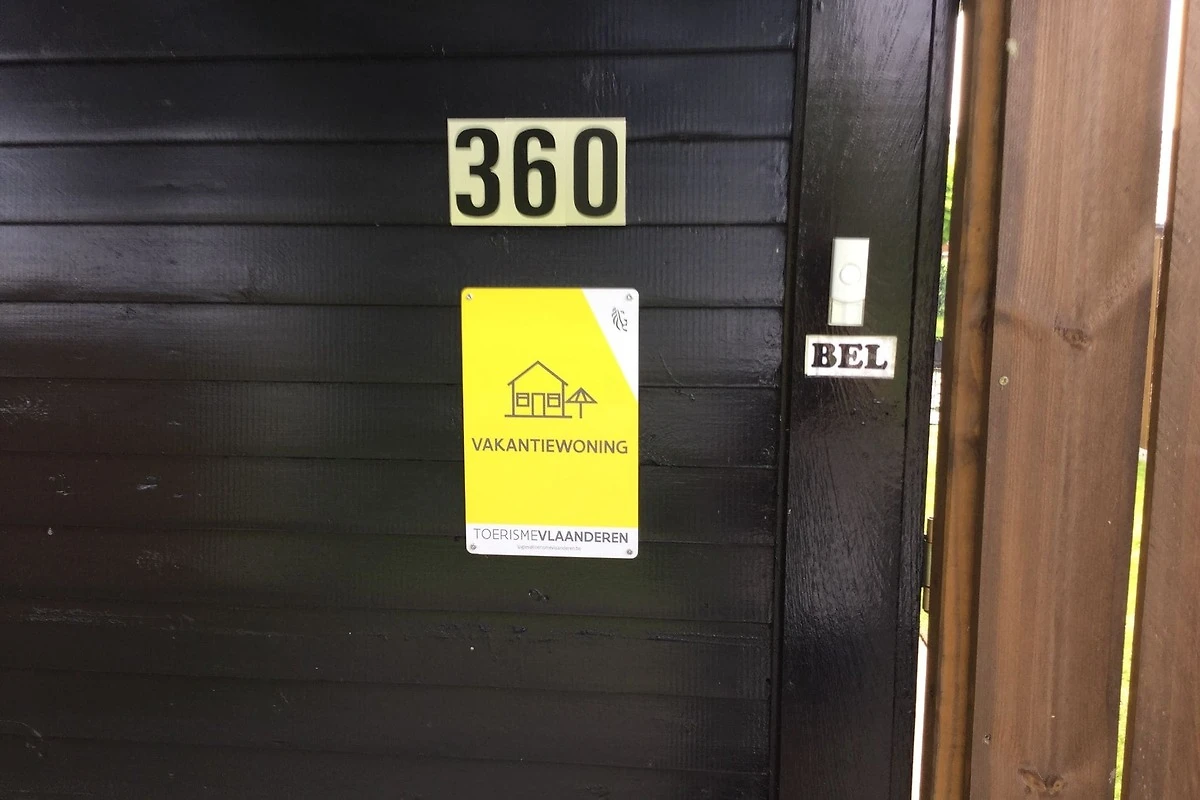 360
BEL
VAKANTIEWONING
TOERISMEVLAANDEREN